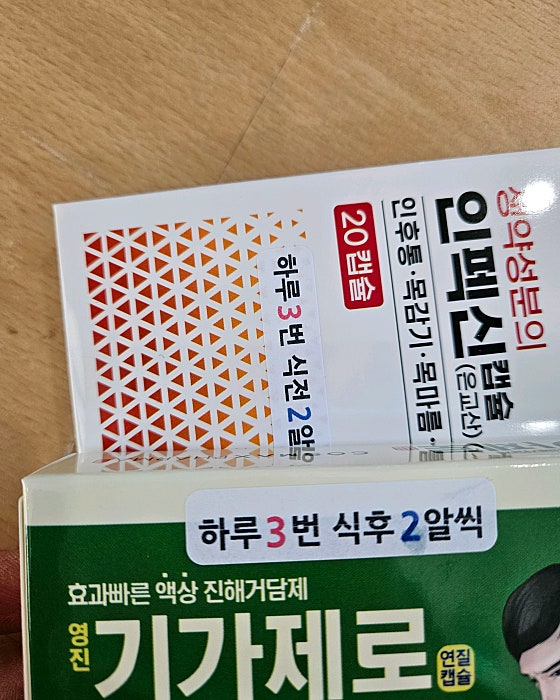 생약성분의
인펙신캡슐
(은교산)
인후통·목감기·목마름·
20캡슐
하루 3번 식전 2알씩
하루 3번 식후 2알씩
효과빠른 액상 진해거담제
영진
기가제로
연질
캡슐